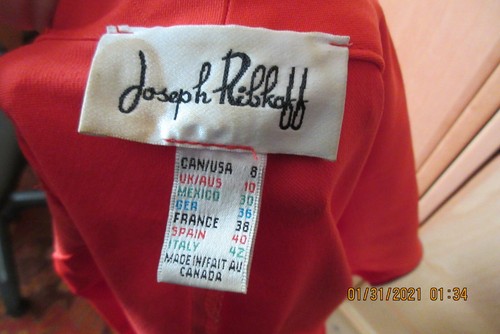 Joseph Ribkoff
CAN/USA 8
UK/AUS 10
MEXICO 30
GER 36
FRANCE 38
SPAIN 40
ITALY 42
MADE IN/FAIT AU
CANADA
01/31/2021 01:34